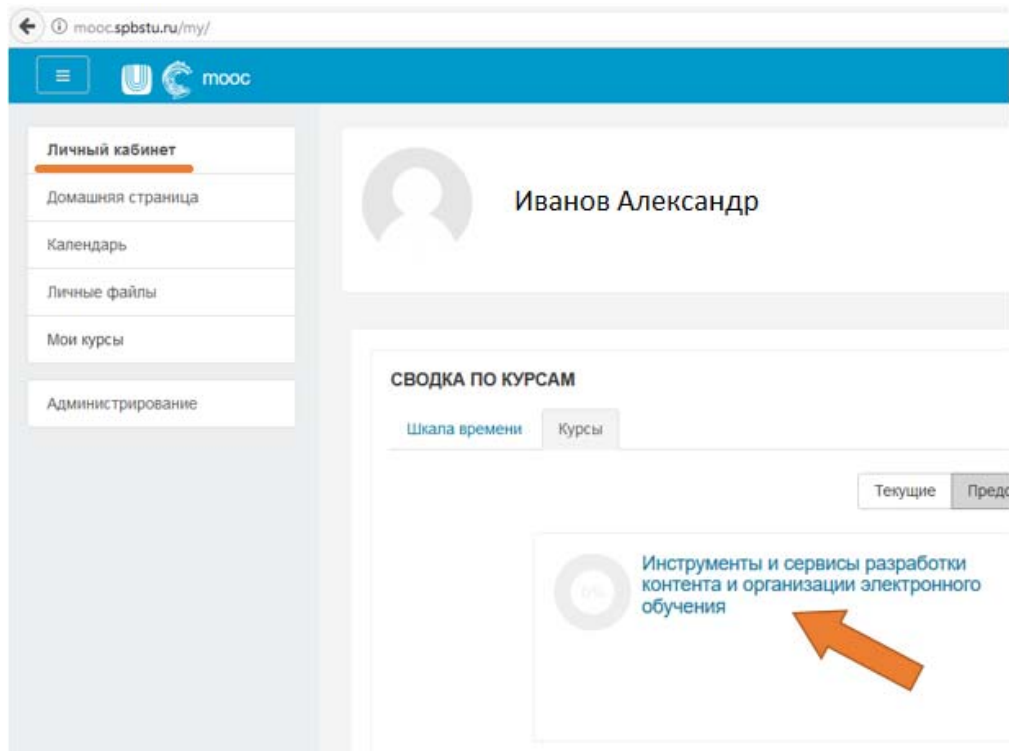 mooc.spbstu.ru/my/
mooc
Личный кабинет
Домашняя страница
Календарь
Личные файлы
Мои курсы
Администрирование
Иванов Александр
СВОДКА ПО КУРСАМ
Шкала времени Курсы
Текущие
0%
Инструменты и сервисы разработки
контента и организации электронного
обучения